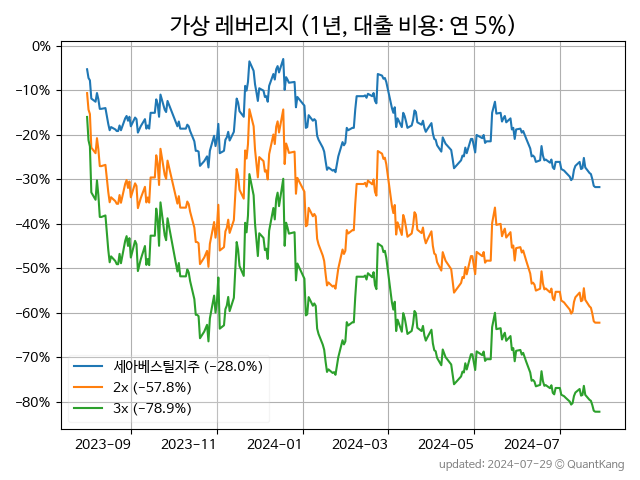 가상 레버리지 (1년, 대출 비용: 연 5%)
0%
−10%
−20%
−30%
−40%
−50%
−60%
−70%
−80%
세아베스틸지주 (-28.0%)
2x (-57.8%)
3x (-78.9%)
2023-09 2023-11 2024-01 2024-03 2024-05 2024-07
updated: 2024-07-29 © QuantKang